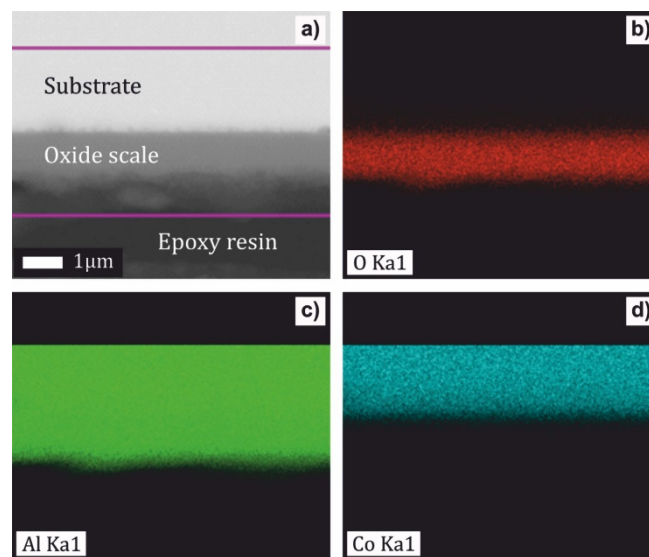 a)
Substrate
Oxide scale
Epoxy resin
1µm
b)
O Ka1
c)
Al Ka1
d)
Co Ka1